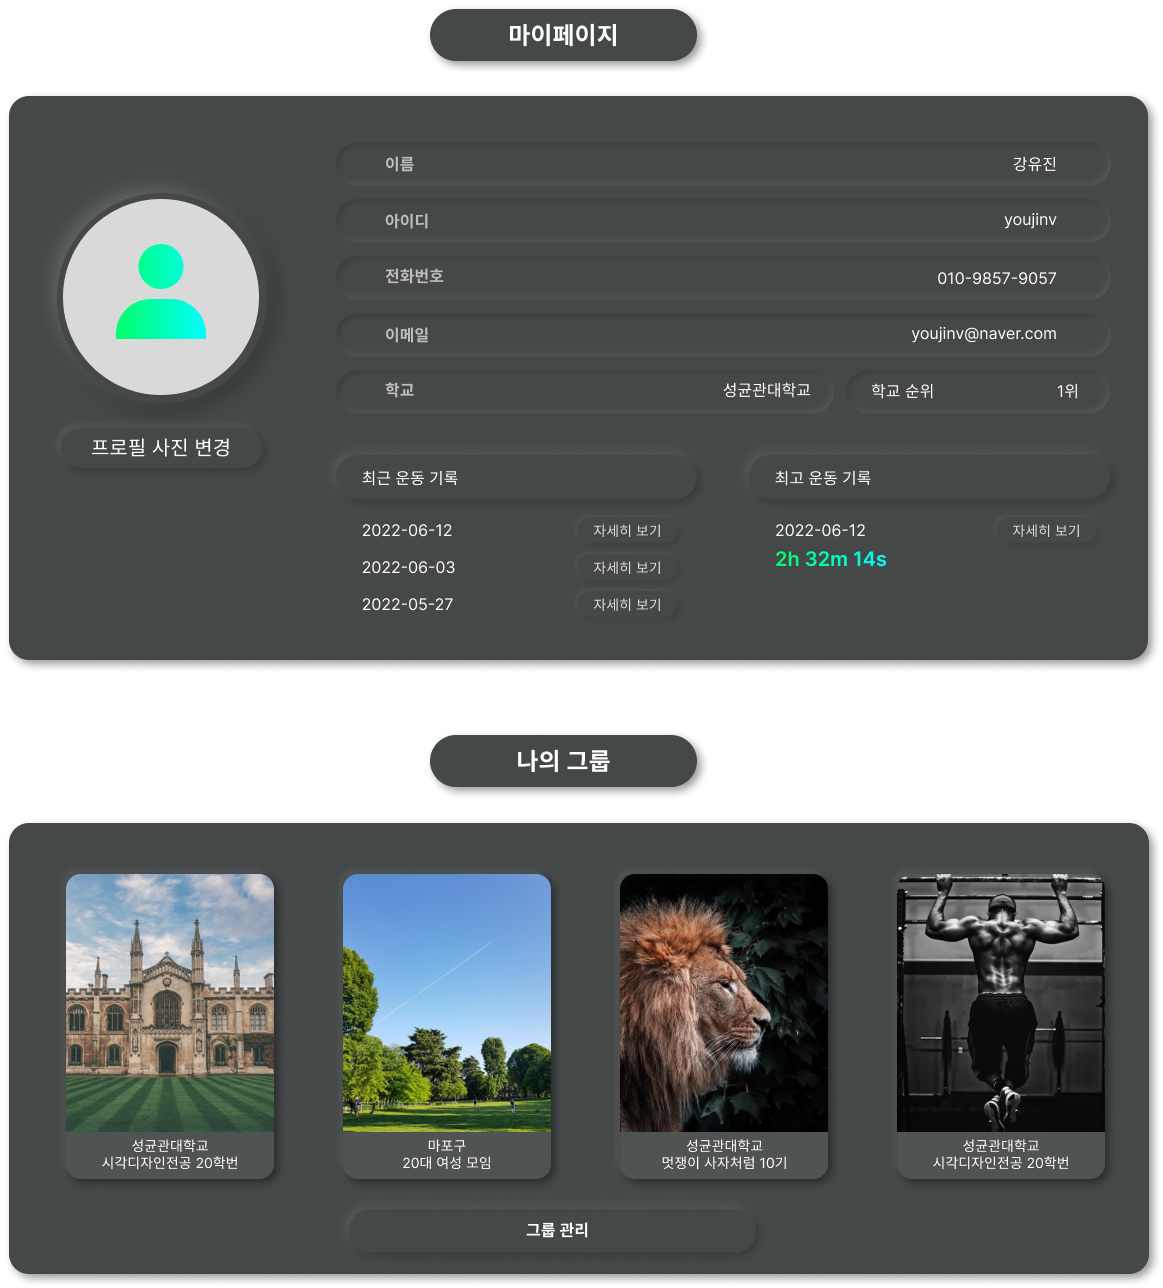 마이페이지
이름 강유진
아이디 youjinv
전화번호 010-9857-9057
이메일 youjinv@naver.com
학교 성균관대학교 학교 순위 1위
프로필 사진 변경
최근 운동 기록
2022-06-12 자세히 보기
2022-06-03 자세히 보기
2022-05-27 자세히 보기
최고 운동 기록
2022-06-12 자세히 보기
2h 32m 14s
나의 그룹
성균관대학교
시각디자인전공 20학번
마포구
20대 여성 모임
성균관대학교
멋쟁이 사자처럼 10기
성균관대학교
시각디자인전공 20학번
그룹 관리